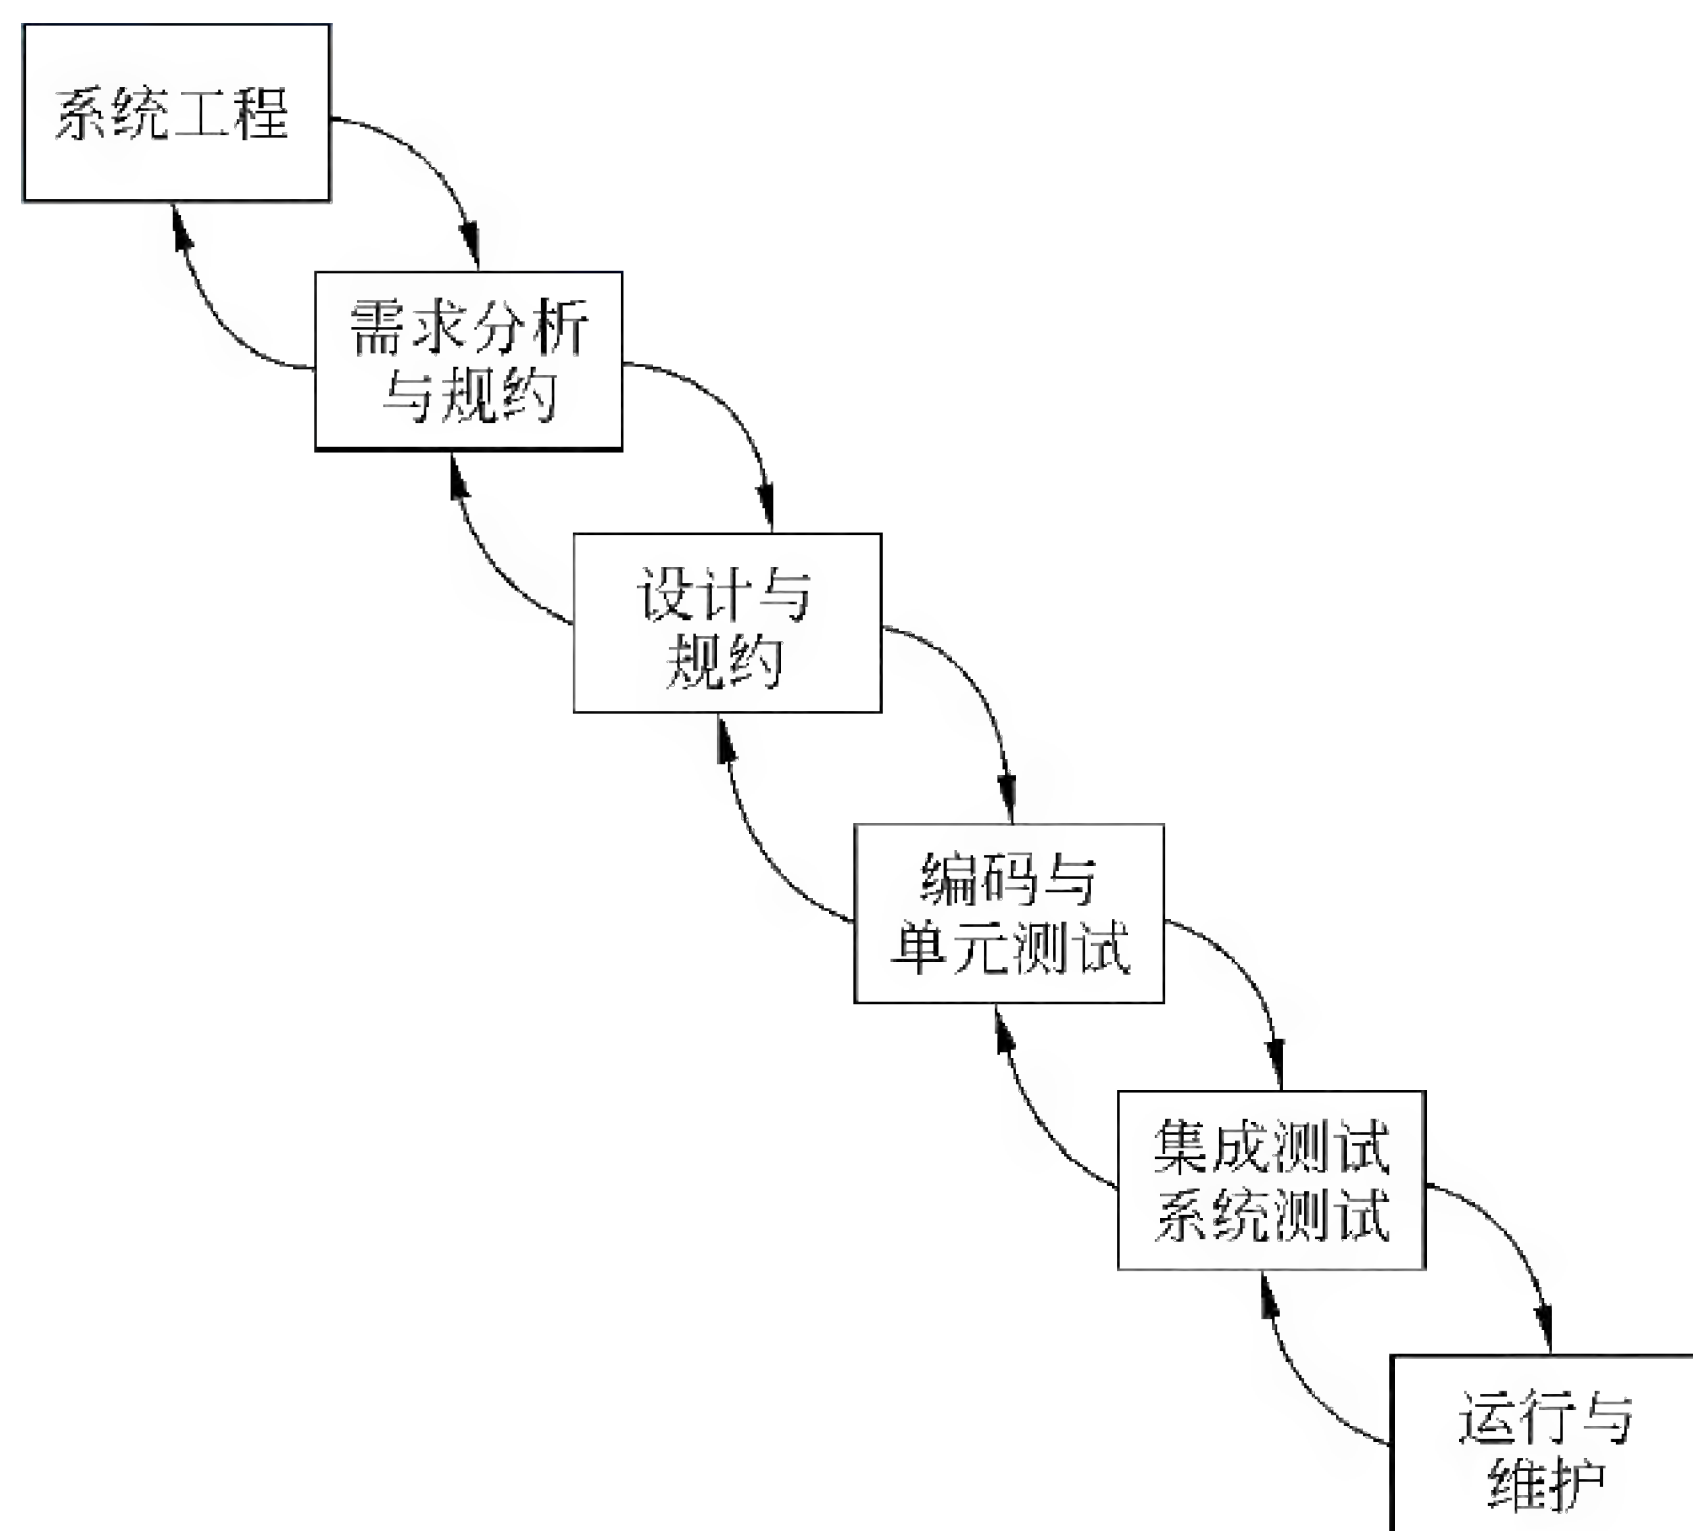 系统工程
需求分析
与规约
设计与
规约
编码与
单元测试
集成测试
系统测试
运行与
维护